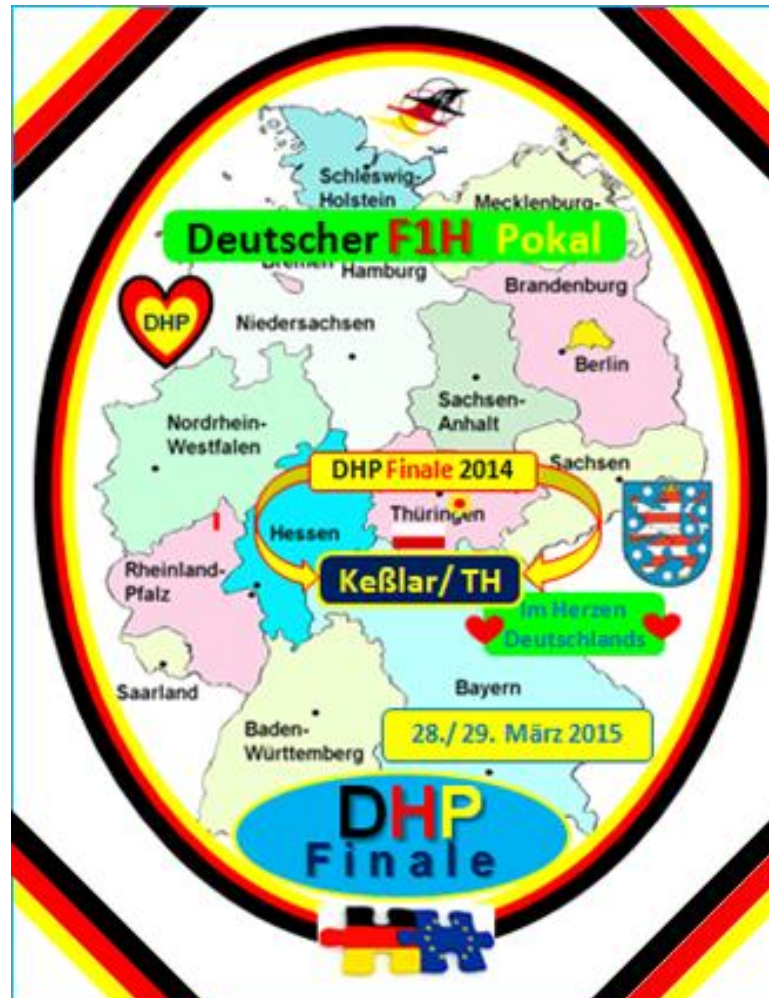 Schleswig-
Holstein
Mecklenburg-
Deutscher F1H Pokal
Bremen
Hamburg
Brandenburg
DHP
Niedersachsen
Berlin
Sachsen-
Anhalt
Nordrhein-
Westfalen
DHP Finale 2014
Sachsen
Thüringen
Hessen
Rheinland-
Pfalz
Keßlar/ TH
Im Herzen
Deutschlands
Saarland
Bayern
Baden-
Württemberg
28./ 29. März 2015
DHP
Finale